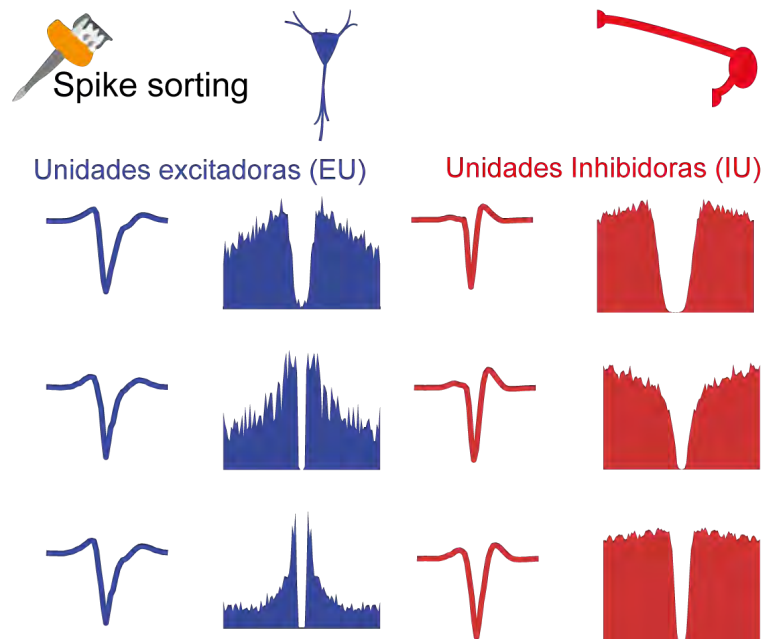 Spike sorting
Unidades excitadoras (EU)
Unidades Inhibidoras (IU)